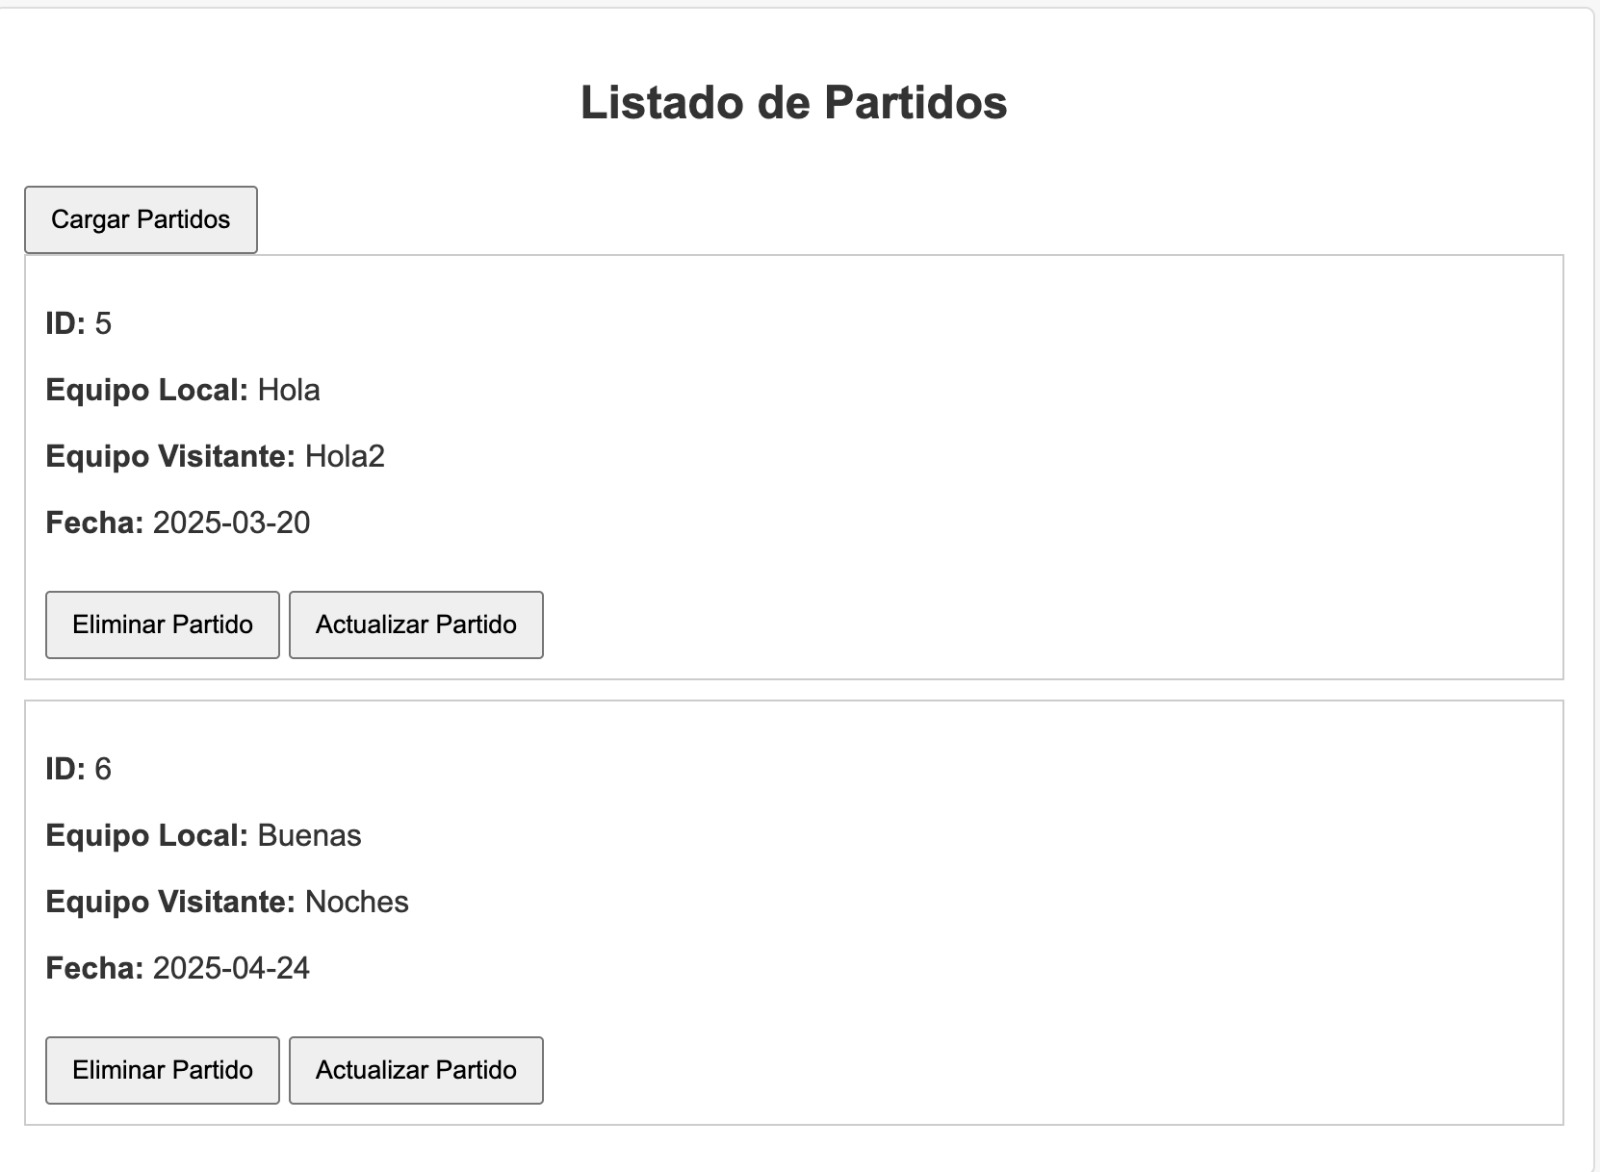 Listado de Partidos
Cargar Partidos
ID: 5
Equipo Local: Hola
Equipo Visitante: Hola2
Fecha: 2025-03-20
Eliminar Partido Actualizar Partido
ID: 6
Equipo Local: Buenas
Equipo Visitante: Noches
Fecha: 2025-04-24
Eliminar Partido Actualizar Partido